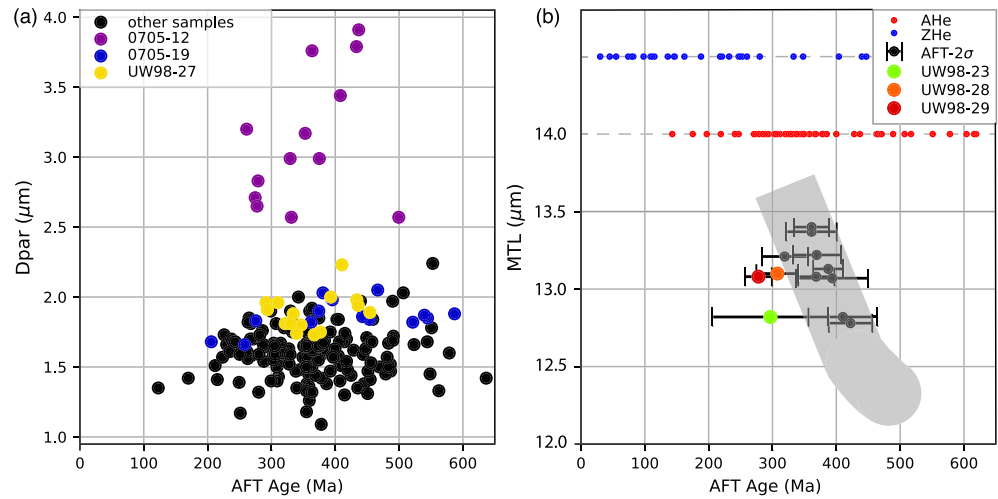 (a)
4.0
3.5
3.0
2.5
2.0
1.5
1.0
Dpar (μm)
0 100 200 300 400 500 600
AFT Age (Ma)
other samples
0705-12
0705-19
UW98-27
(b)
14.0
13.5
13.0
12.5
12.0
MTL (μm)
0 100 200 300 400 500 600
AFT Age (Ma)
AHe
ZHe
AFT-2σ
UW98-23
UW98-28
UW98-29